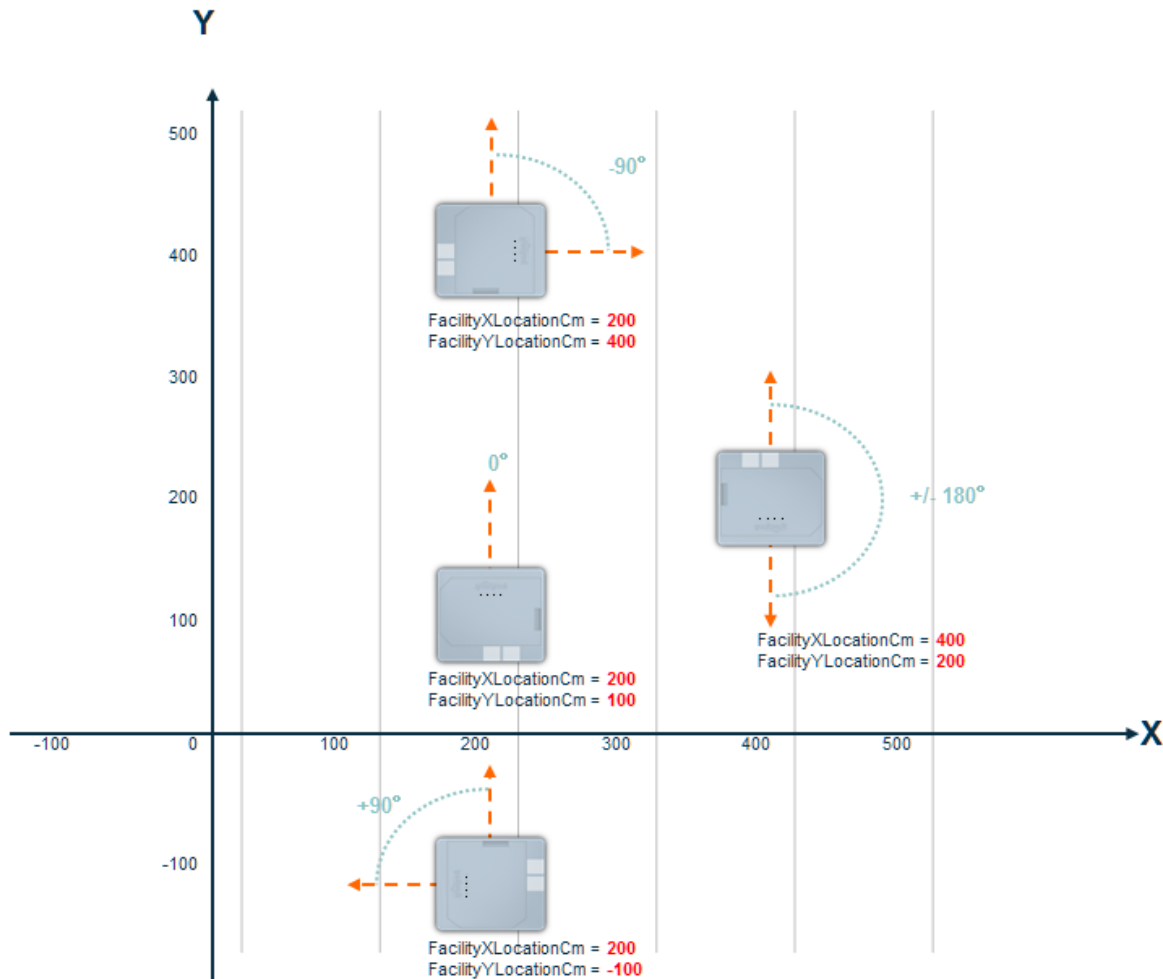 Y
500
-90°
400
FacilityXLocationCm = 200
FacilityYLocationCm = 400
300
0°
200
+/- 180°
100
FacilityXLocationCm = 400
FacilityYLocationCm = 200
FacilityXLocationCm = 200
FacilityYLocationCm = 100
X
-100 0 100 200 300 400 500
+90°
-100
FacilityXLocationCm = 200
FacilityYLocationCm = -100